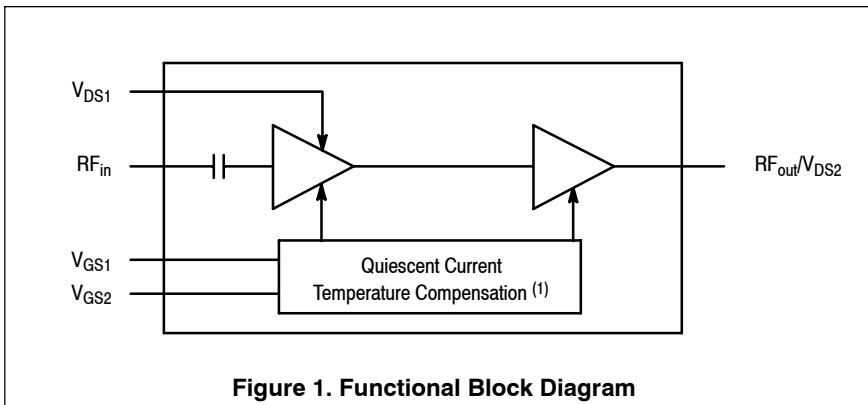 V_DS1
RF_in
RF_out/V_DS2
V_GS1
V_GS2
Quiescent Current
Temperature Compensation (1)
Figure 1. Functional Block Diagram